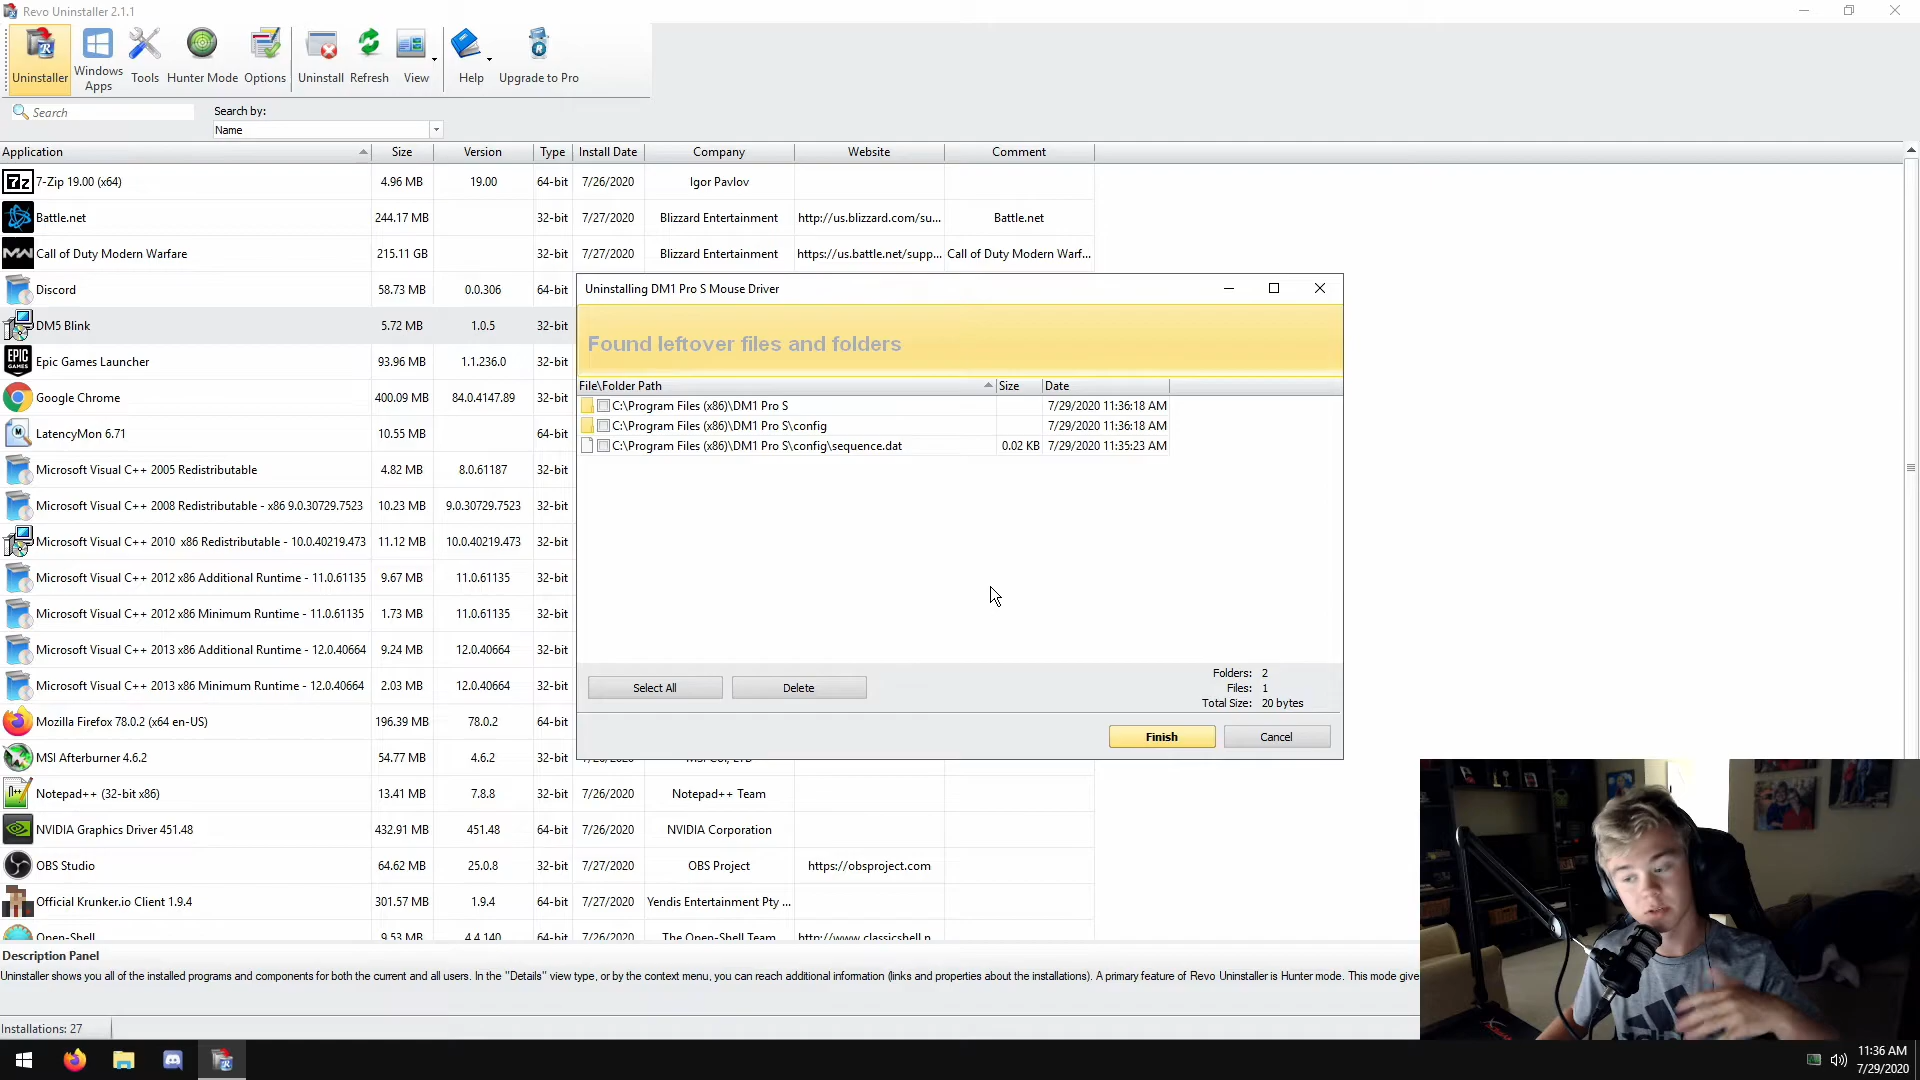 Revo Uninstaller 2.1.1
Uninstaller
Windows Apps
Tools
Hunter Mode
Options
Uninstall
Refresh
View
Help
Upgrade to Pro
Search
Search by:
Name
Application Size Version Type Install Date Company Website Comment
7-Zip 19.00 (x64) 4.96 MB 19.00 64-bit 7/26/2020 Igor Pavlov
Battle.net 244.17 MB 32-bit 7/27/2020 Blizzard Entertainment http://us.blizzard.com/su... Battle.net
Call of Duty Modern Warfare 215.11 GB 32-bit 7/27/2020 Blizzard Entertainment https://us.battle.net/supp... Call of Duty Modern Warf...
Discord 58.73 MB 0.0.306 64-bit
DM5 Blink 5.72 MB 1.0.5 32-bit
Epic Games Launcher 93.96 MB 1.1.236.0 32-bit
Google Chrome 400.09 MB 84.0.4147.89 32-bit
LatencyMon 6.71 10.55 MB 64-bit
Microsoft Visual C++ 2005 Redistributable 4.82 MB 8.0.61187 32-bit
Microsoft Visual C++ 2008 Redistributable - x86 9.0.30729.7523 10.23 MB 9.0.30729.7523 32-bit
Microsoft Visual C++ 2010 x86 Redistributable - 10.0.40219.473 11.12 MB 10.0.40219.473 32-bit
Microsoft Visual C++ 2012 x86 Additional Runtime - 11.0.61135 9.67 MB 11.0.61135 32-bit
Microsoft Visual C++ 2012 x86 Minimum Runtime - 11.0.61135 1.73 MB 11.0.61135 32-bit
Microsoft Visual C++ 2013 x86 Additional Runtime - 12.0.40664 9.24 MB 12.0.40664 32-bit
Microsoft Visual C++ 2013 x86 Minimum Runtime - 12.0.40664 2.03 MB 12.0.40664 32-bit
Mozilla Firefox 78.0.2 (x64 en-US) 196.39 MB 78.0.2 64-bit
MSI Afterburner 4.6.2 54.77 MB 4.6.2 32-bit
Notepad++ (32-bit x86) 13.41 MB 7.8.8 32-bit 7/26/2020 Notepad++ Team
NVIDIA Graphics Driver 451.48 432.91 MB 451.48 64-bit 7/26/2020 NVIDIA Corporation
OBS Studio 64.62 MB 25.0.8 32-bit 7/27/2020 OBS Project https://obsproject.com
Official Krunker.io Client 1.9.4 301.57 MB 1.9.4 64-bit 7/27/2020 Yendis Entertainment Pty ...
Open-Shell 9.53 MB 4.4.140 64-bit 7/26/2020 The Open-Shell Team http://www.classicshell.n
Uninstalling DM1 Pro S Mouse Driver
Found leftover files and folders
File\Folder Path Size Date
C:\Program Files (x86)\DM1 Pro S 7/29/2020 11:36:18 AM
C:\Program Files (x86)\DM1 Pro S\config 7/29/2020 11:36:18 AM
C:\Program Files (x86)\DM1 Pro S\config\sequence.dat 0.02 KB 7/29/2020 11:35:23 AM
Folders: 2
Files: 1
Total Size: 20 bytes
Select All
Delete
Finish
Cancel
Description Panel
Uninstaller shows you all of the installed programs and components for both the current and all users. In the "Details" view type, or by the context menu, you can reach additional information (links and properties about the installations). A primary feature of Revo Uninstaller is Hunter mode. This mode give
Installations: 27
11:36 AM
7/29/2020